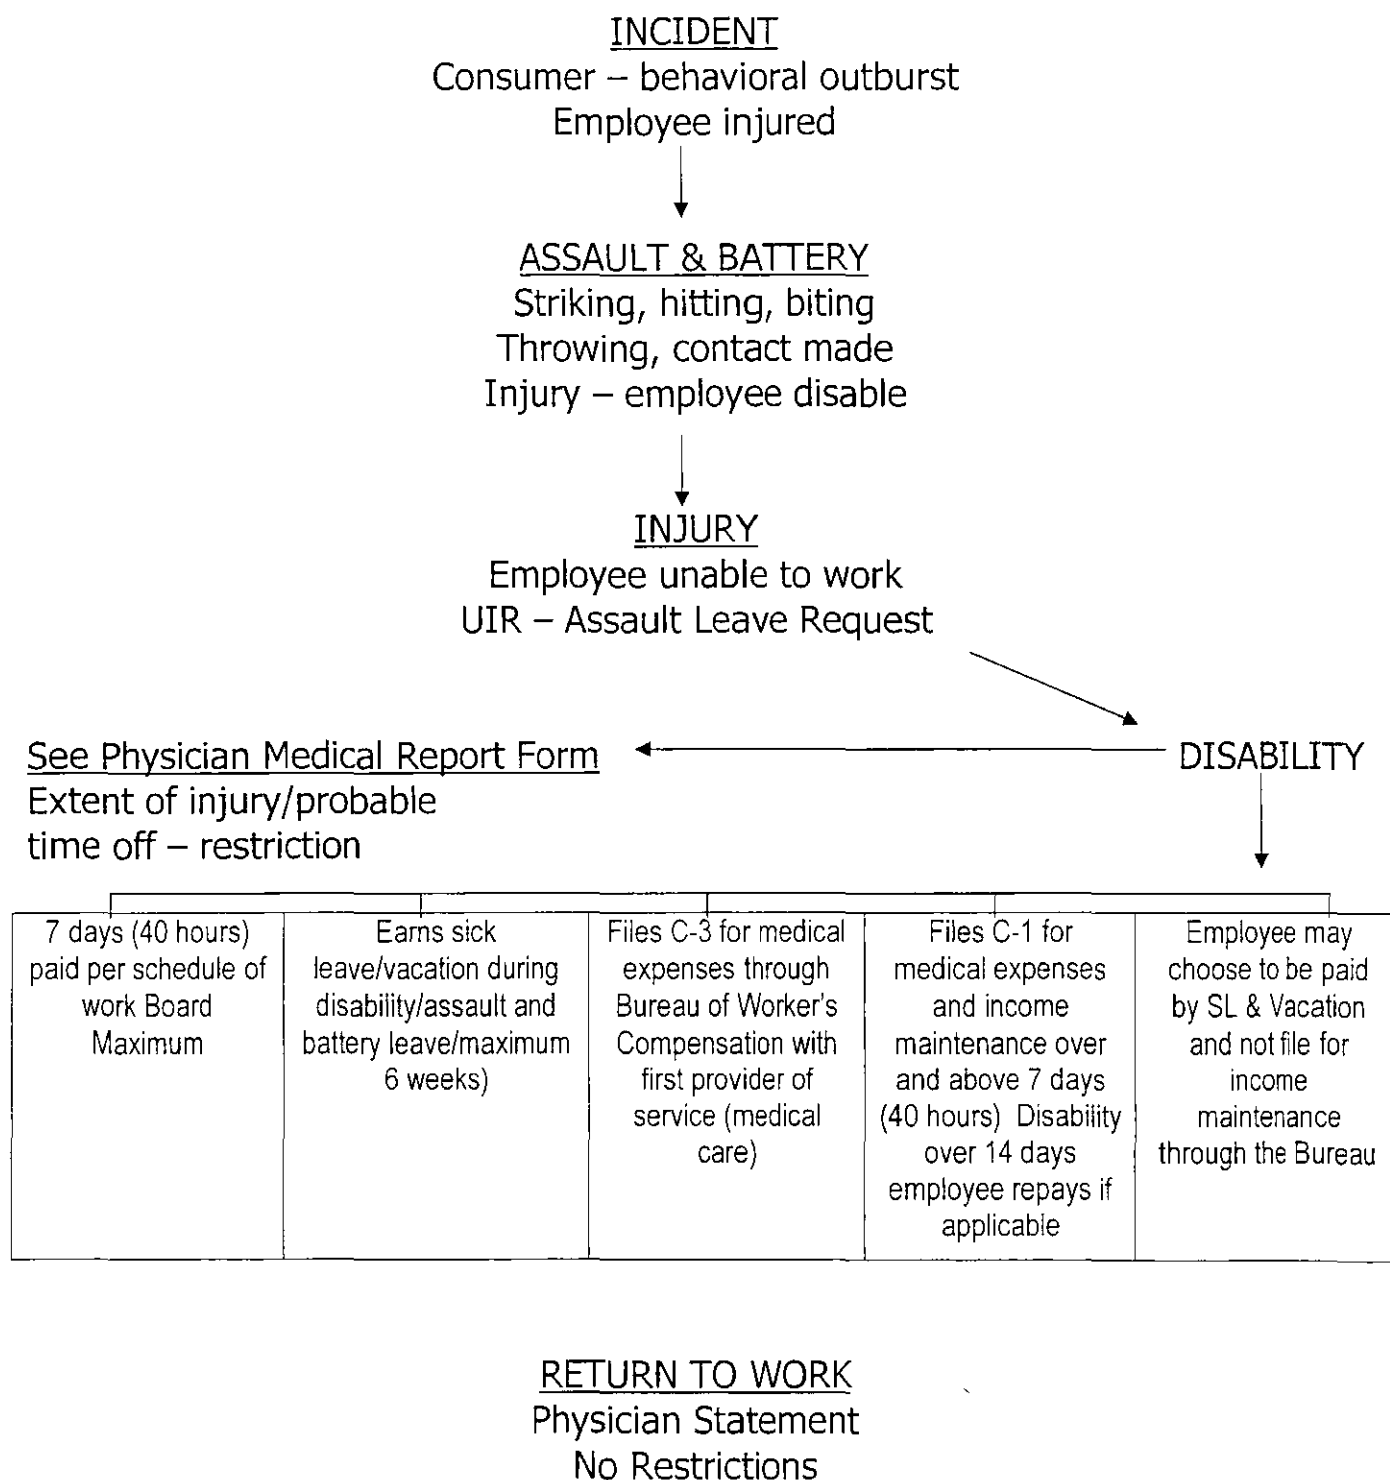 INCIDENT
Consumer – behavioral outburst
Employee injured
ASSAULT & BATTERY
Striking, hitting, biting
Throwing, contact made
Injury – employee disable
INJURY
Employee unable to work
UIR – Assault Leave Request
See Physician Medical Report Form
DISABILITY
Extent of injury/probable
time off – restriction
7 days (40 hours)
paid per schedule of
work Board
Maximum
Earns sick
leave/vacation during
disability/assault and
battery leave/maximum
6 weeks)
Files C-3 for medical
expenses through
Bureau of Worker's
Compensation with
first provider of
service (medical
care)
Files C-1 for
medical expenses
and income
maintenance over
and above 7 days
(40 hours) Disability
over 14 days
employee repays if
applicable
Employee may
choose to be paid
by SL & Vacation
and not file for
income
maintenance
through the Bureau
RETURN TO WORK
Physician Statement
No Restrictions